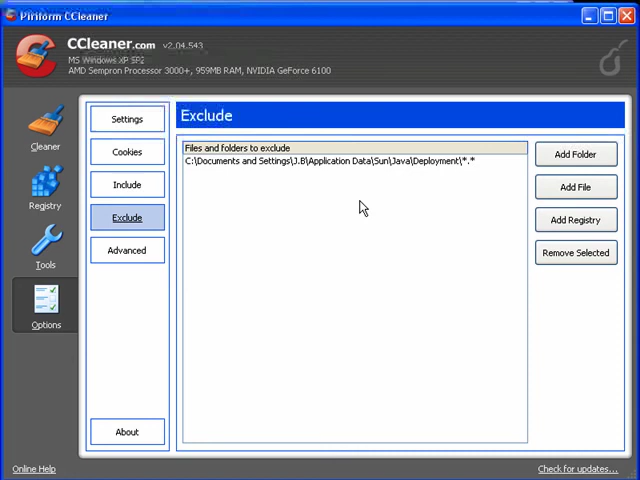 Piriform CCleaner
CCleaner.com v2.04.543
MS Windows XP SP2
AMD Sempron Processor 3000+, 959MB RAM, NVIDIA GeForce 6100
Cleaner
Registry
Tools
Options
Settings
Cookies
Include
Exclude
Advanced
About
Exclude
Files and folders to exclude
C:\Documents and Settings\J.B\Application Data\Sun\Java\Deployment\*.*
Add Folder
Add File
Add Registry
Remove Selected
Online Help
Check for updates...